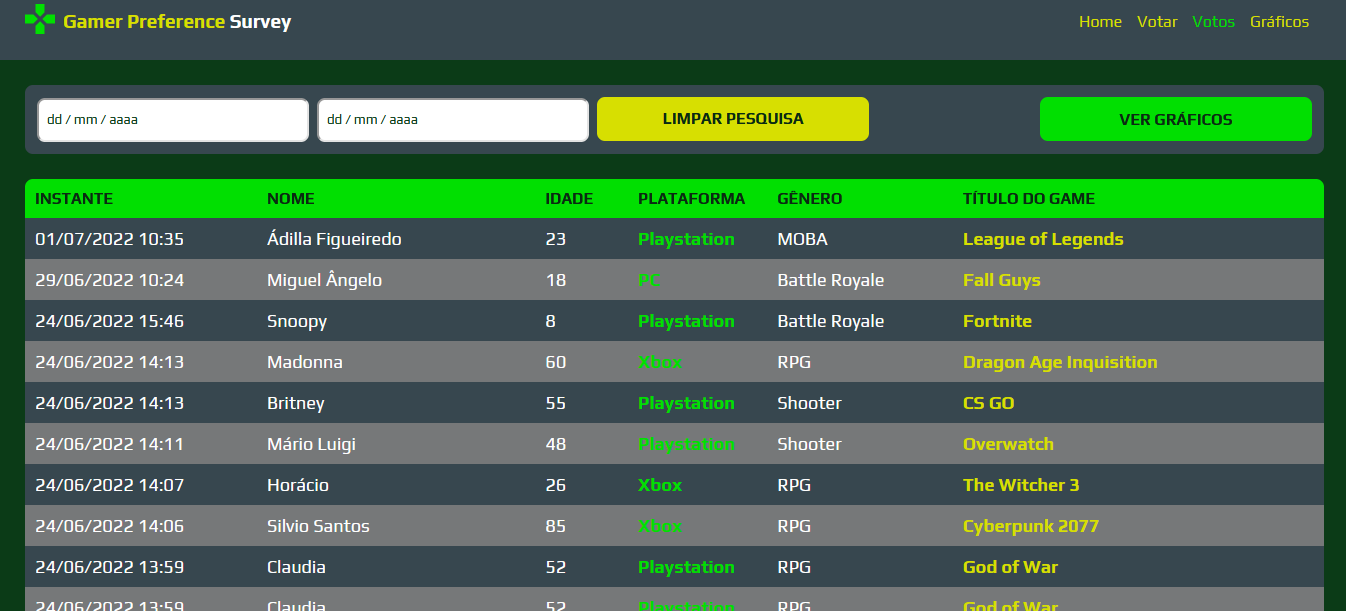 Gamer Preference Survey
Home Votar Votos Gráficos
dd / mm / aaaa dd / mm / aaaa LIMPAR PESQUISA VER GRÁFICOS
INSTANTE NOME IDADE PLATAFORMA GÊNERO TÍTULO DO GAME
01/07/2022 10:35 Ádilla Figueiredo 23 Playstation MOBA League of Legends
29/06/2022 10:24 Miguel Ângelo 18 PC Battle Royale Fall Guys
24/06/2022 15:46 Snoopy 8 Playstation Battle Royale Fortnite
24/06/2022 14:13 Madonna 60 Xbox RPG Dragon Age Inquisition
24/06/2022 14:13 Britney 55 Playstation Shooter CS GO
24/06/2022 14:11 Mário Luigi 48 Playstation Shooter Overwatch
24/06/2022 14:07 Horácio 26 Xbox RPG The Witcher 3
24/06/2022 14:06 Silvio Santos 85 Xbox RPG Cyberpunk 2077
24/06/2022 13:59 Claudia 52 Playstation RPG God of War
24/06/2022 13:59 Claudia 52 Playstation RPG God of War